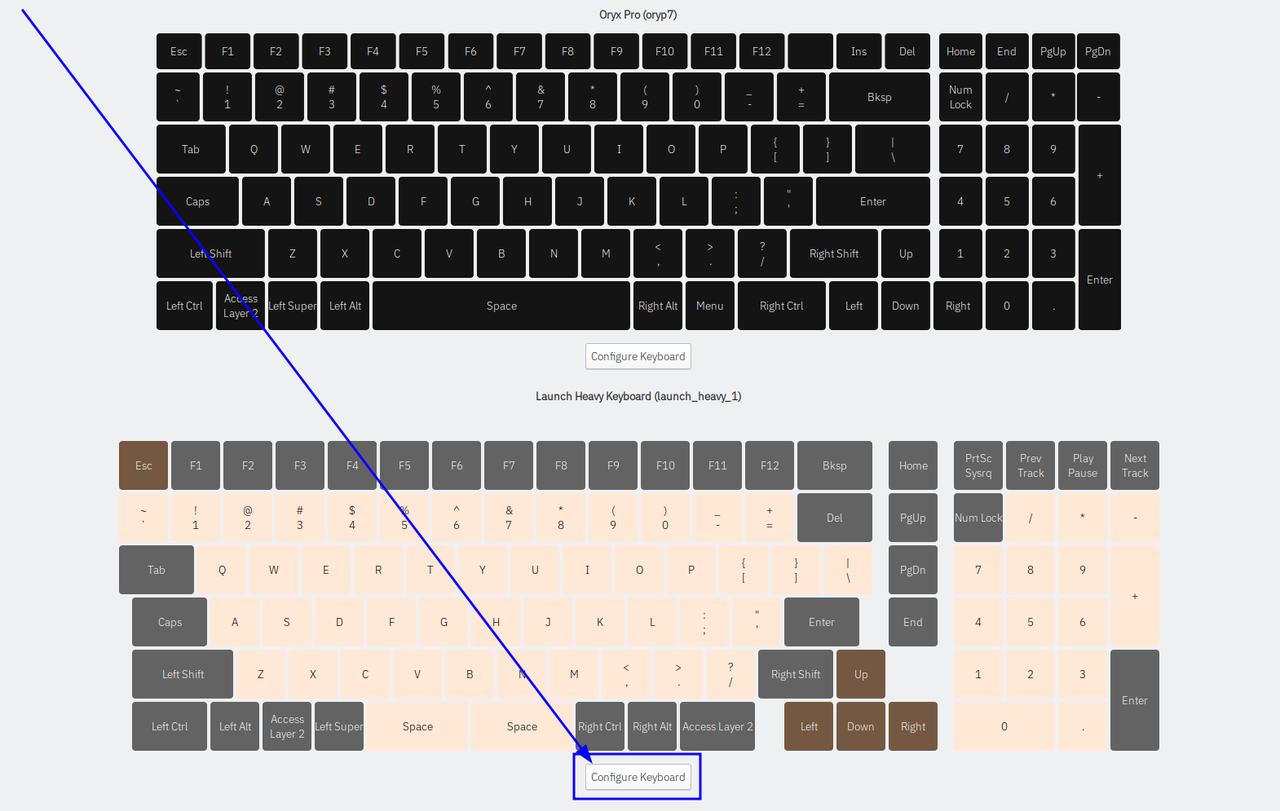 Oryx Pro (oryp7)
Esc F1 F2 F3 F4 F5 F6 F7 F8 F9 F10 F11 F12 Ins Del Home End PgUp PgDn
~ ! @ # $ % ^ & * ( ) _ + Bksp Num Lock / * -
` 1 2 3 4 5 6 7 8 9 0 - =
Tab Q W E R T Y U I O P { } | 7 8 9 +
[ ] \
Caps A S D F G H J K L : " Enter 4 5 6
; '
Left Shift Z X C V B N M < > ? Right Shift Up 1 2 3 Enter
, . /
Left Ctrl Access Layer 2 Left Super Left Alt Space Right Alt Menu Right Ctrl Left Down Right 0 .
Configure Keyboard
Launch Heavy Keyboard (launch_heavy_1)
Esc F1 F2 F3 F4 F5 F6 F7 F8 F9 F10 F11 F12 Bksp Home PrtSc Sysrq Prev Track Play Pause Next Track
~ ! @ # $ % ^ & * ( ) _ + Del PgUp Num Lock / * -
` 1 2 3 4 5 6 7 8 9 0 - =
Tab Q W E R T Y U I O P { } | PgDn 7 8 9 +
[ ] \
Caps A S D F G H J K L : " Enter End 4 5 6
; '
Left Shift Z X C V B N M < > ? Right Shift Up 1 2 3 Enter
, . /
Left Ctrl Left Alt Access Layer 2 Left Super Space Space Right Ctrl Right Alt Access Layer 2 Left Down Right 0 .
Configure Keyboard